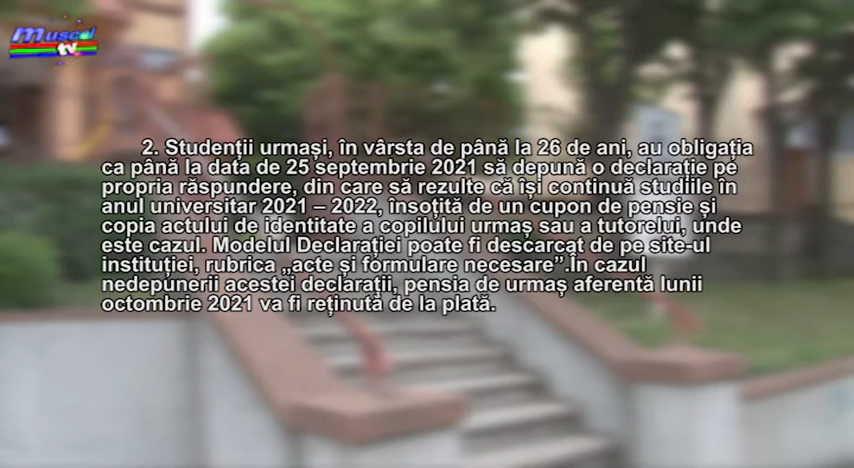 Muscel
tv
2. Studenții urmași, în vârsta de până la 26 de ani, au obligația
ca până la data de 25 septembrie 2021 să depună o declarație pe
propria răspundere, din care să rezulte că își continuă studiile în
anul universitar 2021 – 2022, însoțită de un cupon de pensie și
copia actului de identitate a copilului urmaș sau a tutorelui, unde
este cazul. Modelul Declarației poate fi descarcat de pe site-ul
instituției, rubrica „acte și formulare necesare”.În cazul
nedepunerii acestei declarații, pensia de urmaș aferentă lunii
octombrie 2021 va fi reținută de la plată.